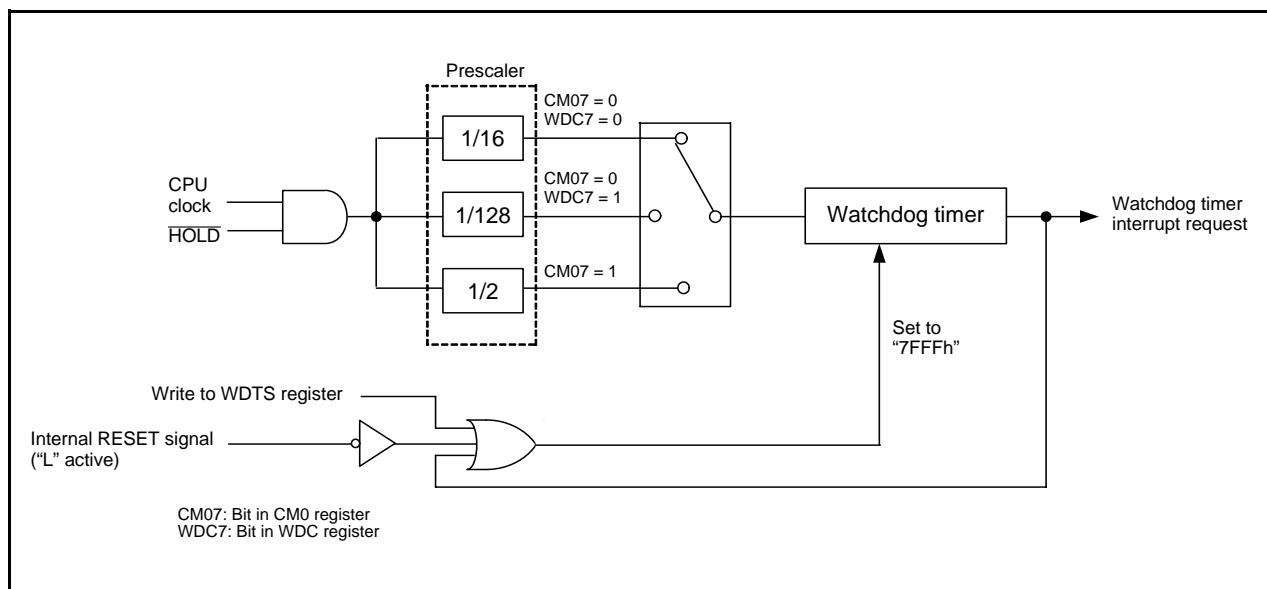 Prescaler
CM07 = 0
WDC7 = 0
1/16
CPU
clock
HOLD
CM07 = 0
WDC7 = 1
1/128
Watchdog timer
Watchdog timer
interrupt request
CM07 = 1
1/2
Set to
“7FFFh”
Write to WDTS register
Internal RESET signal
(“L” active)
CM07: Bit in CM0 register
WDC7: Bit in WDC register